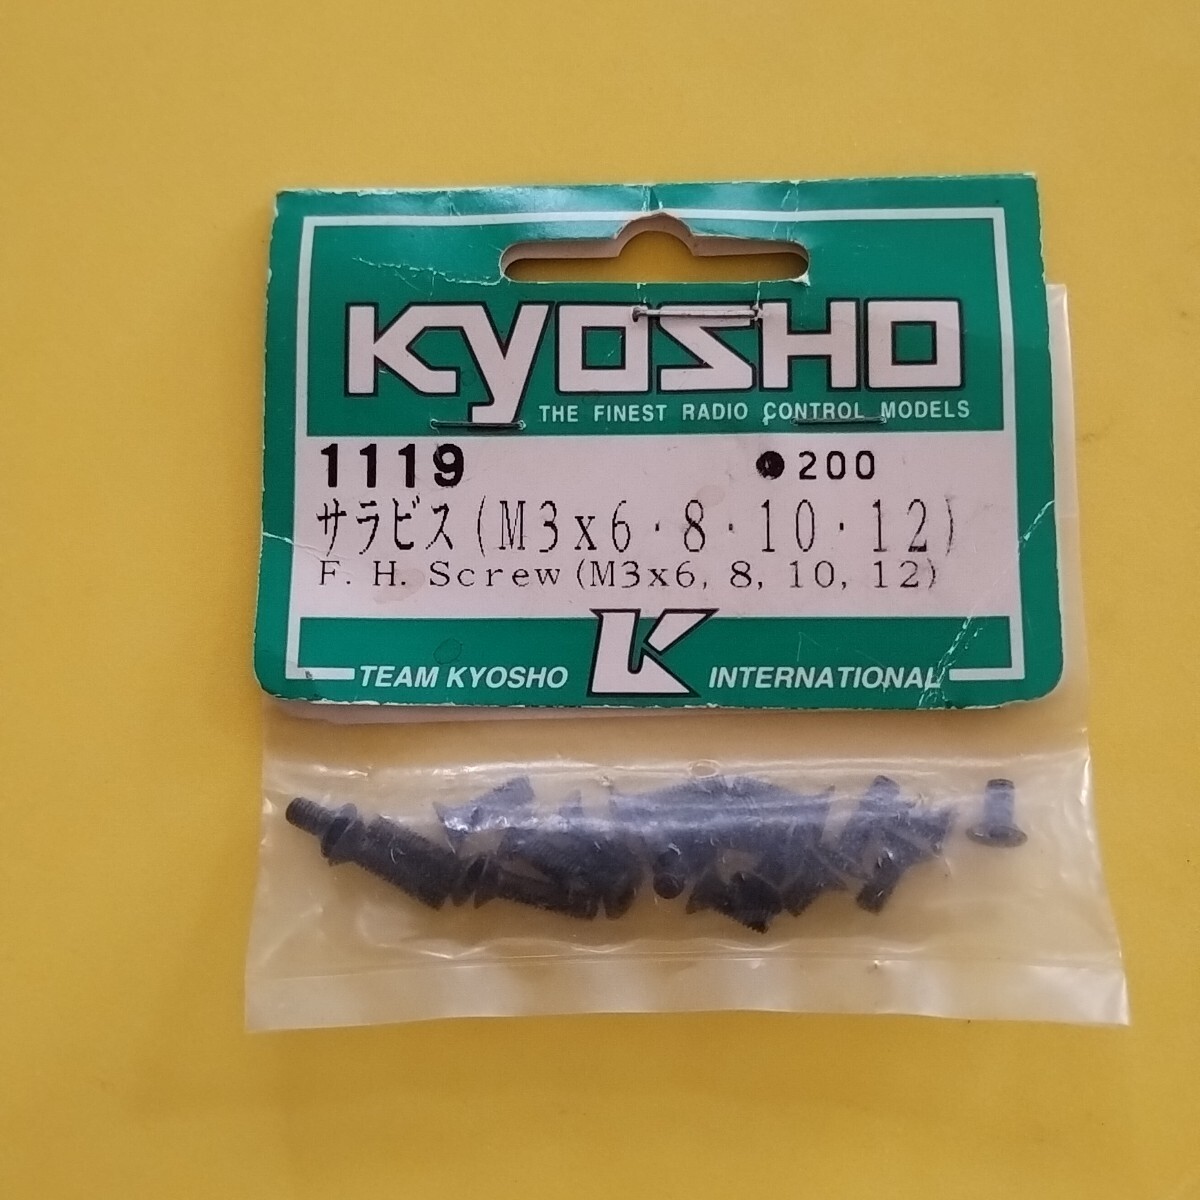 KYOSHO
THE FINEST RADIO CONTROL MODELS
1119 ●200
サラビス(M3x6・8・10・12)
F. H. Screw(M3x6, 8, 10, 12)
TEAM KYOSHO K INTERNATIONAL